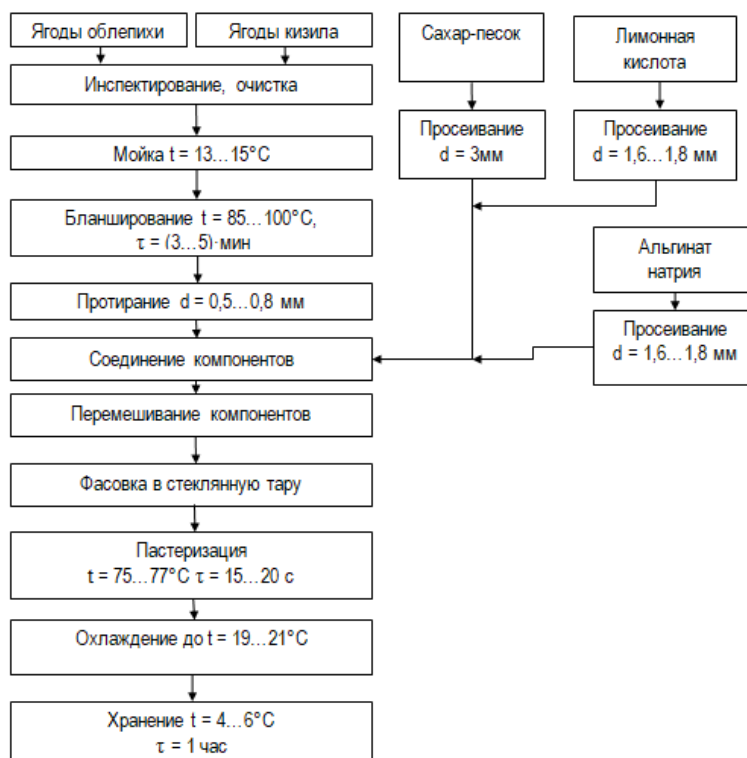 Ягоды облепихи
Ягоды кизила
Инспектирование, очистка
Мойка t = 13…15°C
Бланширование t = 85…100°C,
τ = (3…5)·мин
Протирание d = 0,5…0,8 мм
Соединение компонентов
Перемешивание компонентов
Фасовка в стеклянную тару
Пастеризация
t = 75…77°C τ = 15…20 с
Охлаждение до t = 19…21°C
Хранение t = 4…6°C
τ = 1 час
Сахар-песок
Просеивание
d = 3мм
Лимонная
кислота
Просеивание
d = 1,6…1,8 мм
Альгинат
натрия
Просеивание
d = 1,6…1,8 мм